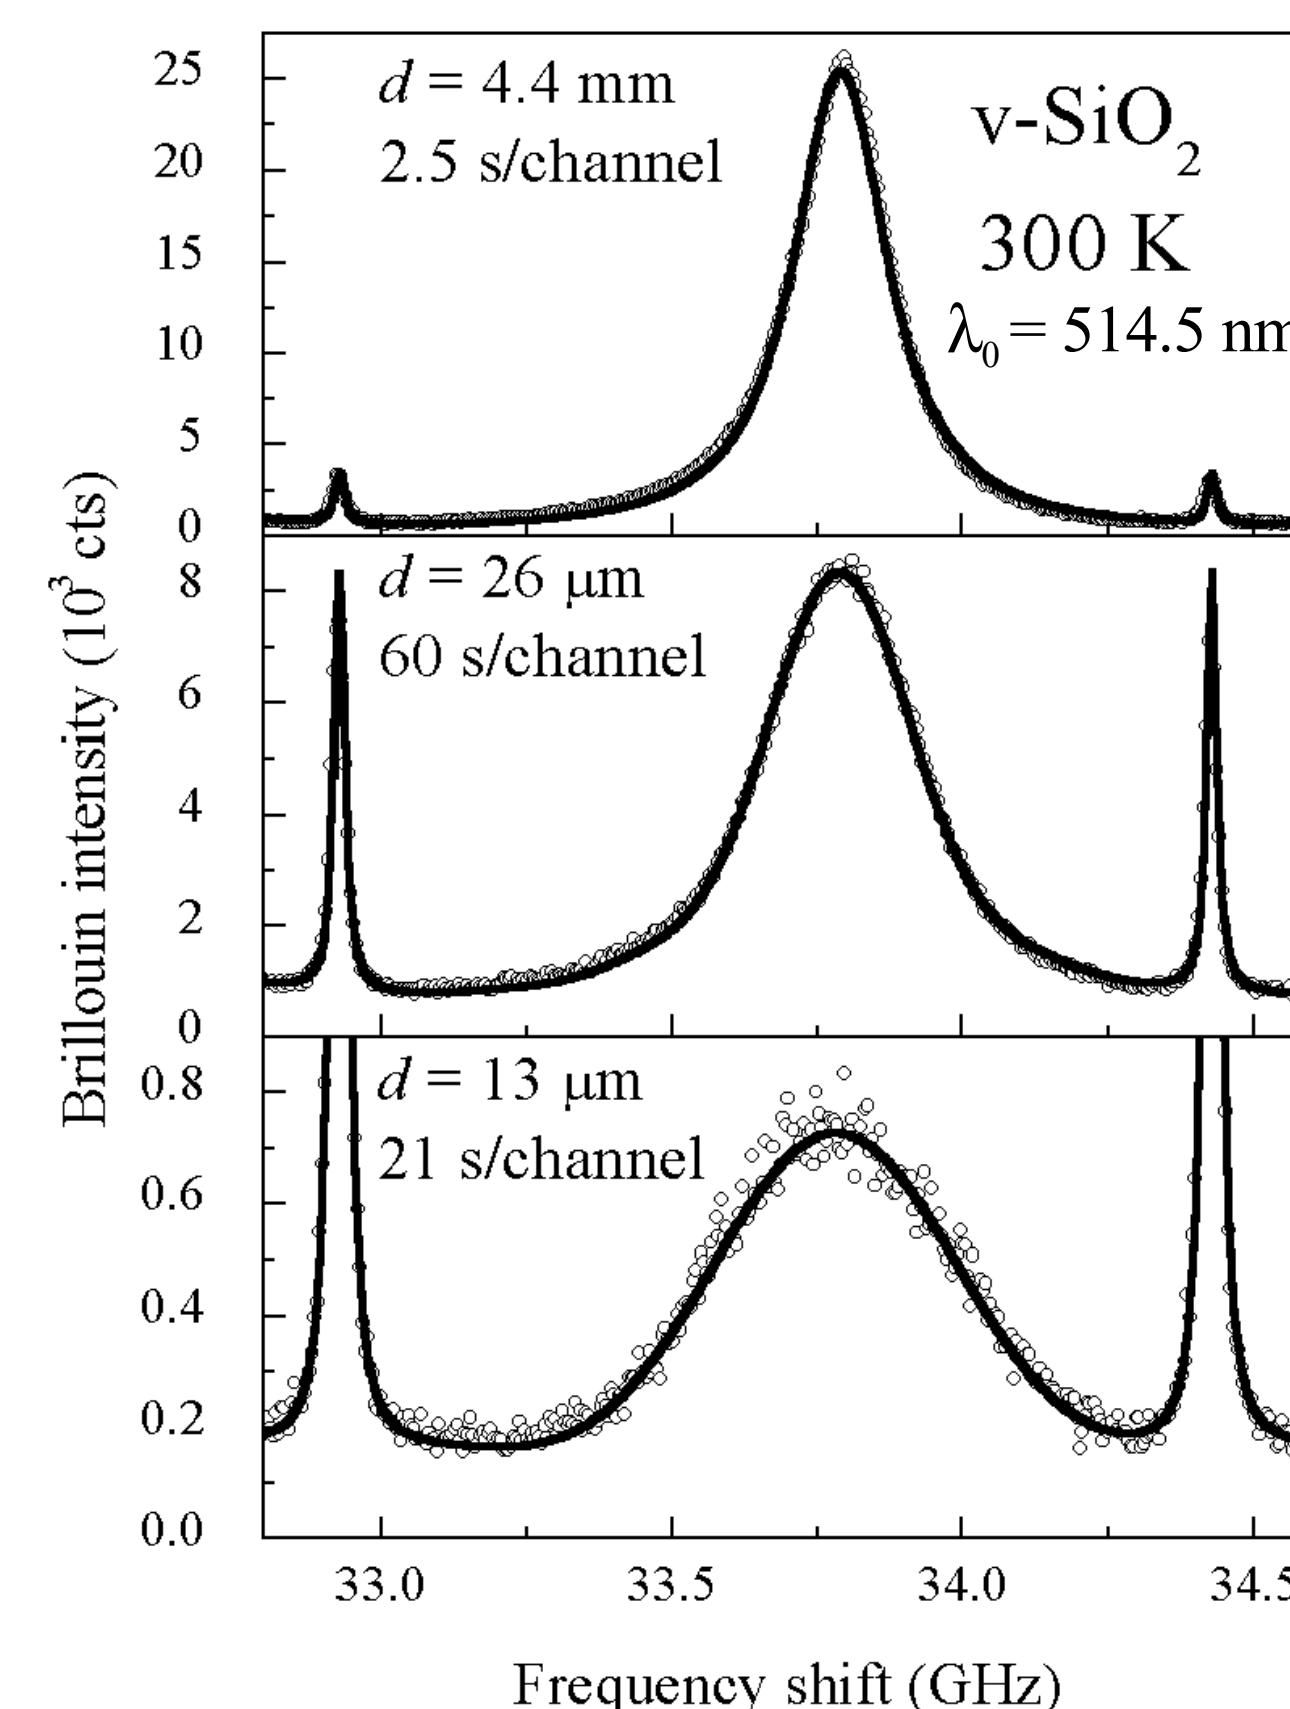 Brillouin intensity (10³ cts)
d = 4.4 mm
2.5 s/channel
v-SiO₂
300 K
λ₀ = 514.5 nm
25
20
15
10
5
0
d = 26 μm
60 s/channel
8
6
4
2
0
d = 13 μm
21 s/channel
0.8
0.6
0.4
0.2
0.0
33.0 33.5 34.0 34.5
Frequency shift (GHz)